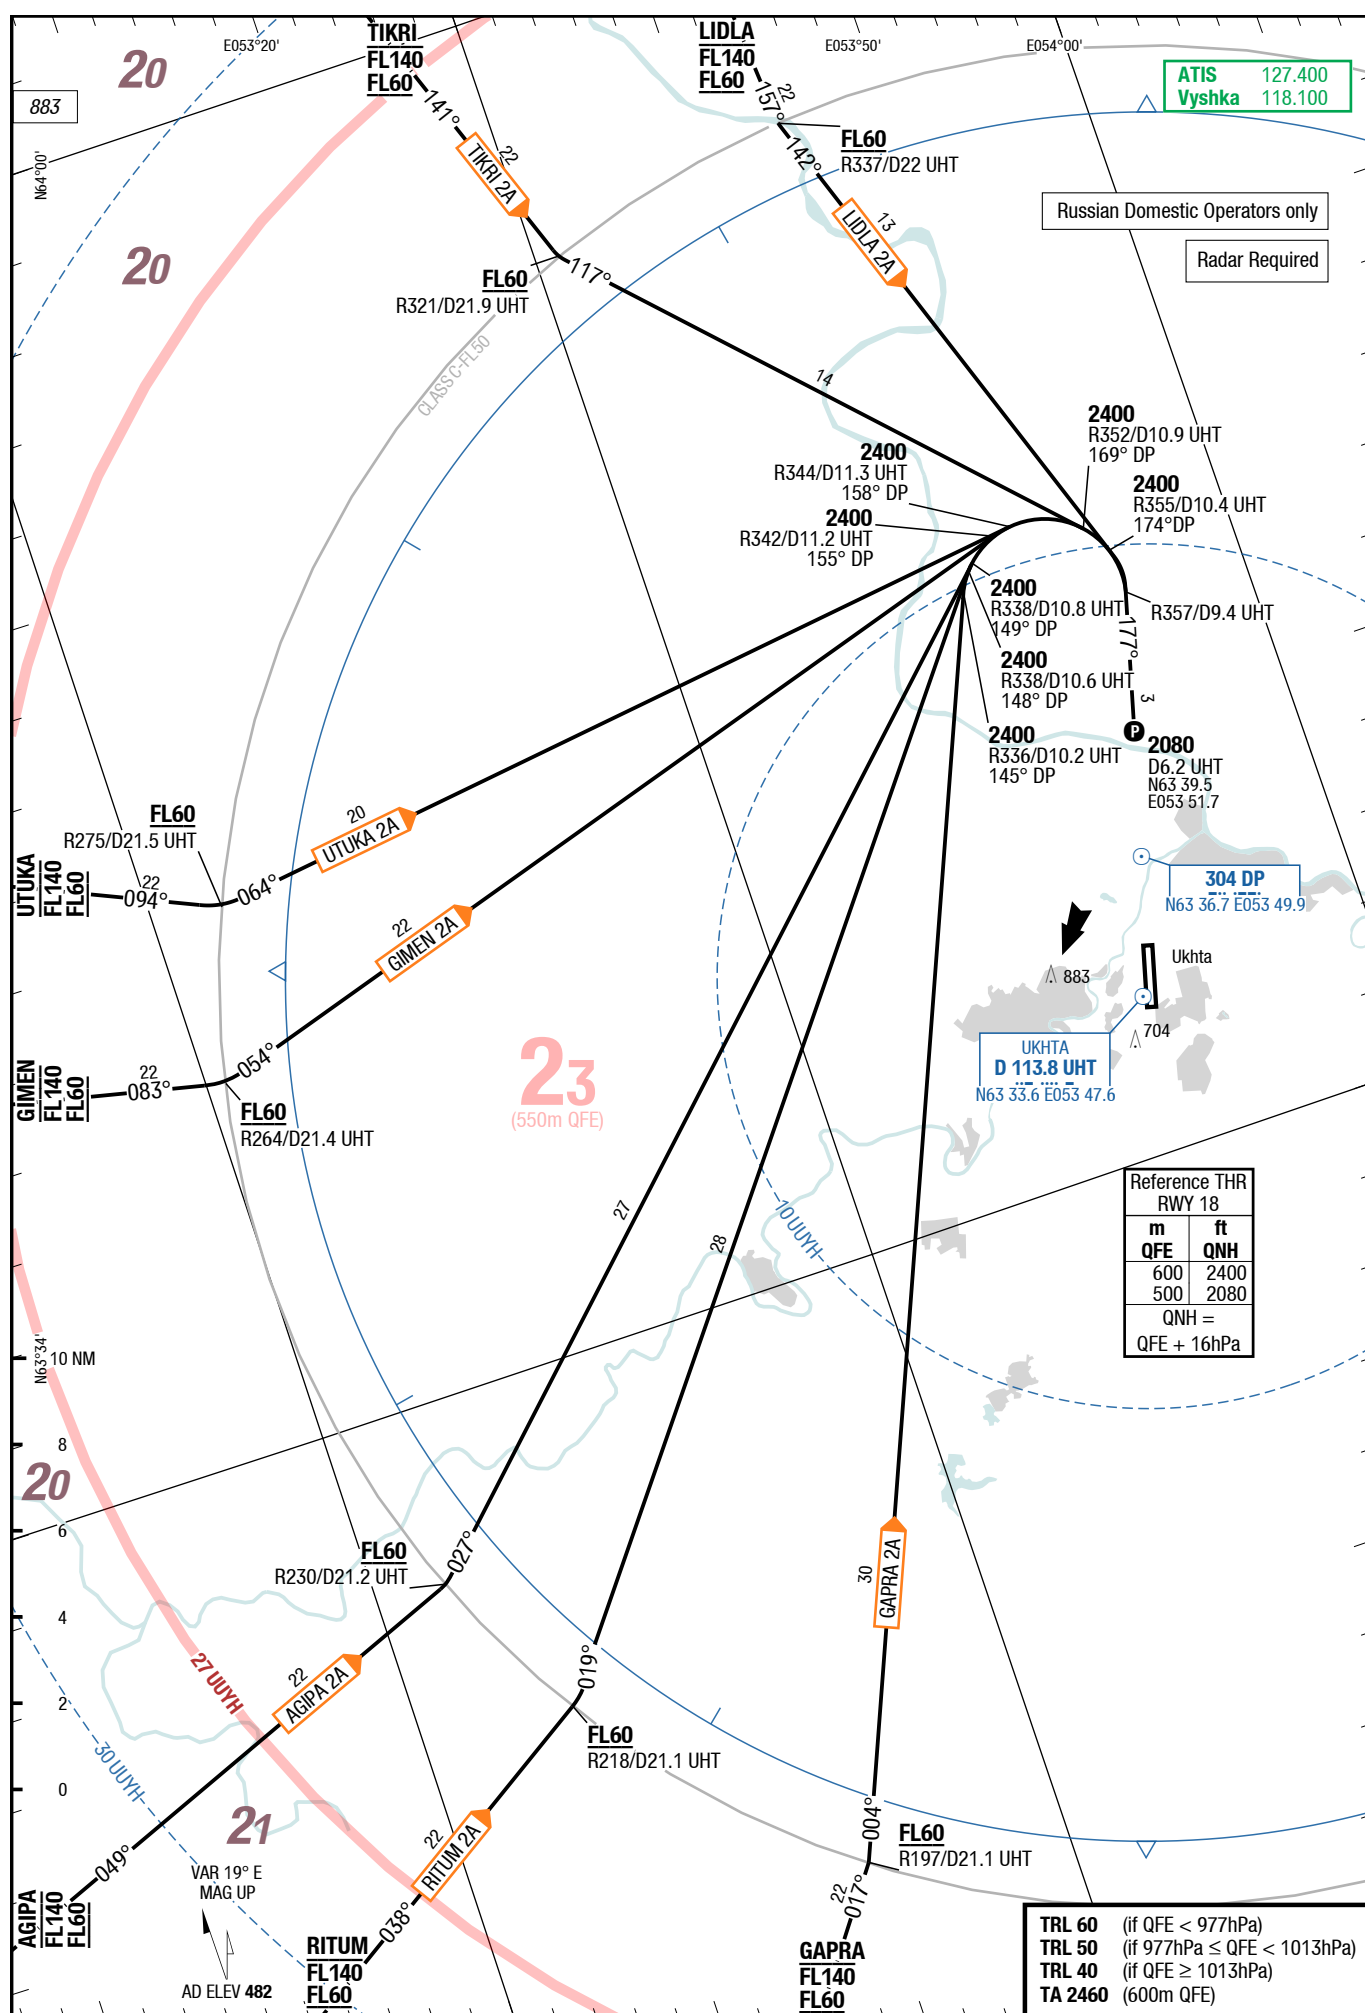 TIKRI
FL140
FL60
LIDLA
FL140
FL60
E053°20'
E053°50'
E054°00'
ATIS 127.400
Vyshka 118.100
20
883
N64°00'
141°
22
TIKRI 2A
22
157°
142°
FL60
R337/D22 UHT
13
LIDLA 2A
Russian Domestic Operators only
Radar Required
20
FL60
R321/D21.9 UHT
117°
CLASS C-FL50
14
2400
R352/D10.9 UHT
169° DP
2400
R344/D11.3 UHT
158° DP
2400
R355/D10.4 UHT
174°DP
2400
R342/D11.2 UHT
155° DP
2400
R338/D10.8 UHT
149° DP
R357/D9.4 UHT
177°
3
2400
R338/D10.6 UHT
148° DP
2400
R336/D10.2 UHT
145° DP
P
2080
D6.2 UHT
N63 39.5
E053 51.7
FL60
R275/D21.5 UHT
20
UTUKA 2A
UTUKA
FL140
FL60
22
094°
064°
304 DP
N63 36.7 E053 49.9
22
GIMEN 2A
883
Ukhta
704
UKHTA
D 113.8 UHT
N63 33.6 E053 47.6
GIMEN
FL140
FL60
22
083°
054°
FL60
R264/D21.4 UHT
23
(550m QFE)
27
28
10 UUYH
Reference THR
RWY 18
m ft
QFE QNH
600 2400
500 2080
QNH =
QFE + 16hPa
N63°34'
10 NM
8
6
4
2
0
20
FL60
R230/D21.2 UHT
027°
30
GAPRA 2A
27 UUYH
22
AGIPA 2A
019°
FL60
R218/D21.1 UHT
30 UUYH
21
049°
22
RITUM 2A
004°
FL60
R197/D21.1 UHT
VAR 19° E
MAG UP
AD ELEV 482
AGIPA
FL140
FL60
038°
RITUM
FL140
FL60
22
017°
GAPRA
FL140
FL60
TRL 60 (if QFE < 977hPa)
TRL 50 (if 977hPa ≤ QFE < 1013hPa)
TRL 40 (if QFE ≥ 1013hPa)
TA 2460 (600m QFE)